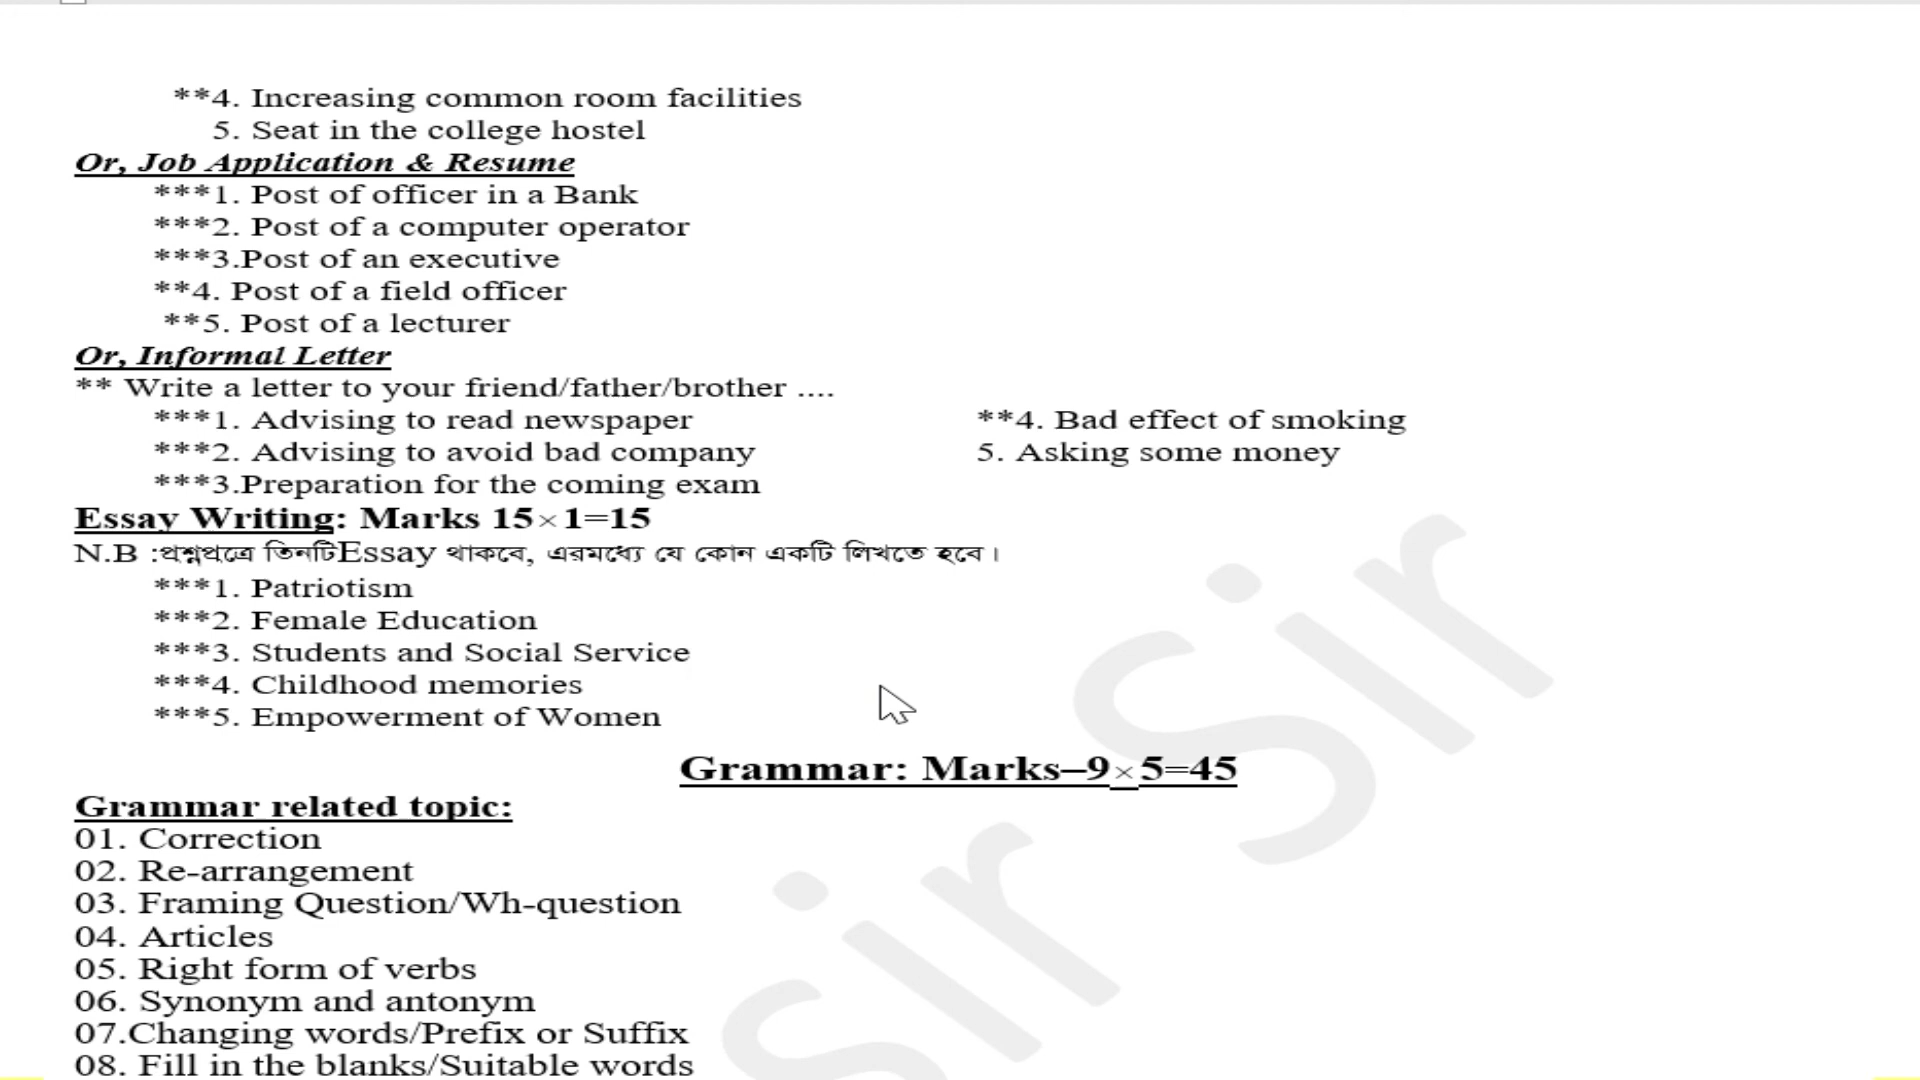 **4. Increasing common room facilities
5. Seat in the college hostel
Or, Job Application & Resume
***1. Post of officer in a Bank
***2. Post of a computer operator
***3.Post of an executive
**4. Post of a field officer
**5. Post of a lecturer
Or, Informal Letter
** Write a letter to your friend/father/brother ....
***1. Advising to read newspaper **4. Bad effect of smoking
***2. Advising to avoid bad company 5. Asking some money
***3.Preparation for the coming exam
Essay Writing: Marks 15×1=15
N.B :প্রশ্নপত্রে তিনটিEssay থাকবে, এরমধ্যে যে কোন একটি লিখতে হবে।
***1. Patriotism
***2. Female Education
***3. Students and Social Service
***4. Childhood memories
***5. Empowerment of Women
Grammar: Marks–9×5=45
Grammar related topic:
01. Correction
02. Re-arrangement
03. Framing Question/Wh-question
04. Articles
05. Right form of verbs
06. Synonym and antonym
07.Changing words/Prefix or Suffix
08. Fill in the blanks/Suitable words
Sir
Sir